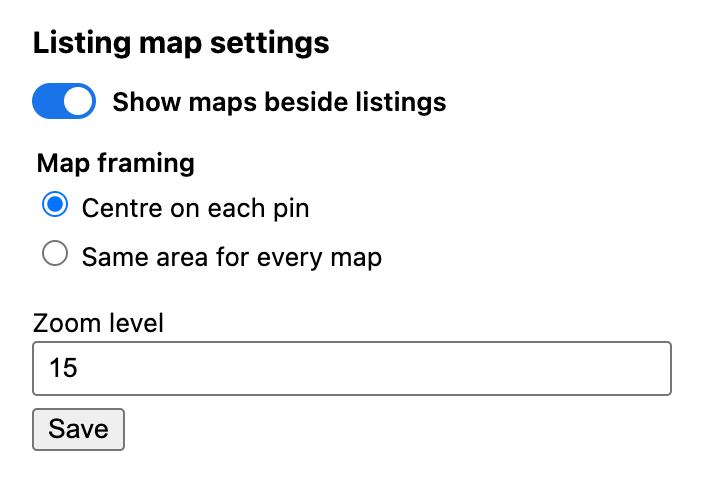 Listing map settings
Show maps beside listings
Map framing
Centre on each pin
Same area for every map
Zoom level
15
Save